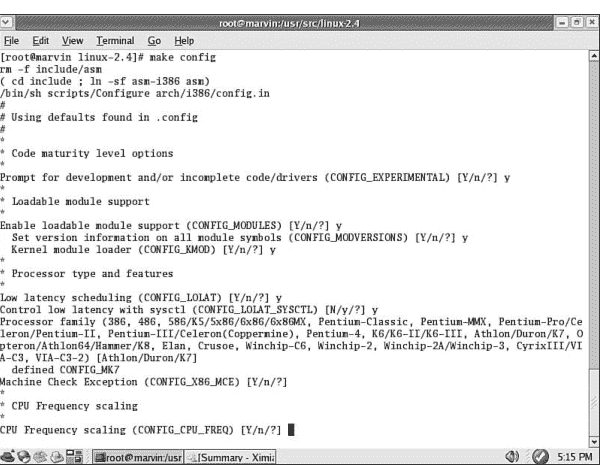 root@marvin:/usr/src/linux-2.4
File Edit View Terminal Go Help
[root@marvin linux-2.4]# make config
rm -f include/asm
( cd include ; ln -sf asm-i386 asm)
/bin/sh scripts/Configure arch/i386/config.in
#
# Using defaults found in .config
#
*
* Code maturity level options
*
Prompt for development and/or incomplete code/drivers (CONFIG_EXPERIMENTAL) [Y/n/?] y
*
* Loadable module support
*
Enable loadable module support (CONFIG_MODULES) [Y/n/?] y
Set version information on all module symbols (CONFIG_MODVERSIONS) [Y/n/?] y
Kernel module loader (CONFIG_KMOD) [Y/n/?] y
*
* Processor type and features
*
Low latency scheduling (CONFIG_LOLAT) [Y/n/?] y
Control low latency with sysctl (CONFIG_LOLAT_SYSCTL) [N/y/?] y
Processor family (386, 486, 586/K5/5x86/6x86/6x86MX, Pentium-Classic, Pentium-MMX, Pentium-Pro/Ce
leron/Pentium-II, Pentium-III/Celeron(Coppermine), Pentium-4, K6/K6-II/K6-III, Athlon/Duron/K7, O
pteron/Athlon64/Hammer/K8, Elan, Crusoe, Winchip-C6, Winchip-2, Winchip-2A/Winchip-3, CyrixIII/VI
A-C3, VIA-C3-2) [Athlon/Duron/K7]
defined CONFIG_MK7
Machine Check Exception (CONFIG_X86_MCE) [Y/n/?]
*
* CPU Frequency scaling
*
CPU Frequency scaling (CONFIG_CPU_FREQ) [Y/n/?]
root@marvin:/usr [Summary - Ximi 5:15 PM